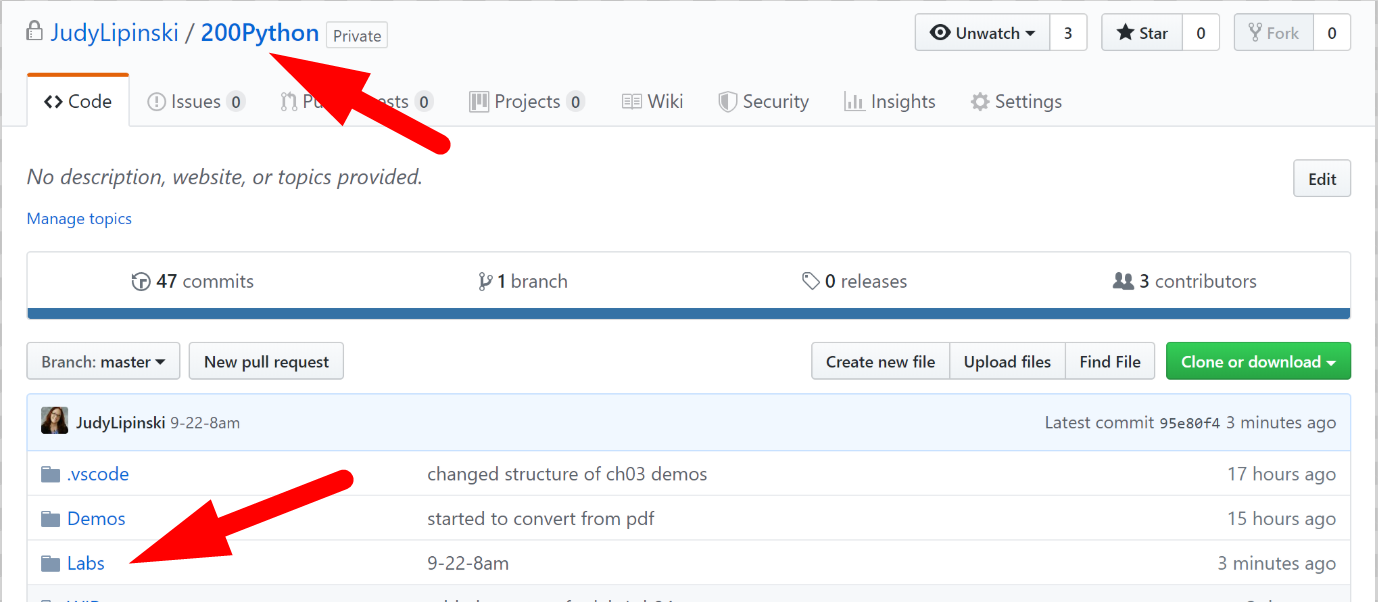 JudyLipinski / 200Python Private Unwatch 3 Star 0 Fork 0
Code Issues 0 Pu ests 0 Projects 0 Wiki Security Insights Settings
No description, website, or topics provided. Edit
Manage topics
47 commits 1 branch 0 releases 3 contributors
Branch: master New pull request Create new file Upload files Find File Clone or download
JudyLipinski 9-22-8am Latest commit 95e80f4 3 minutes ago
.vscode changed structure of ch03 demos 17 hours ago
Demos started to convert from pdf 15 hours ago
Labs 9-22-8am 3 minutes ago